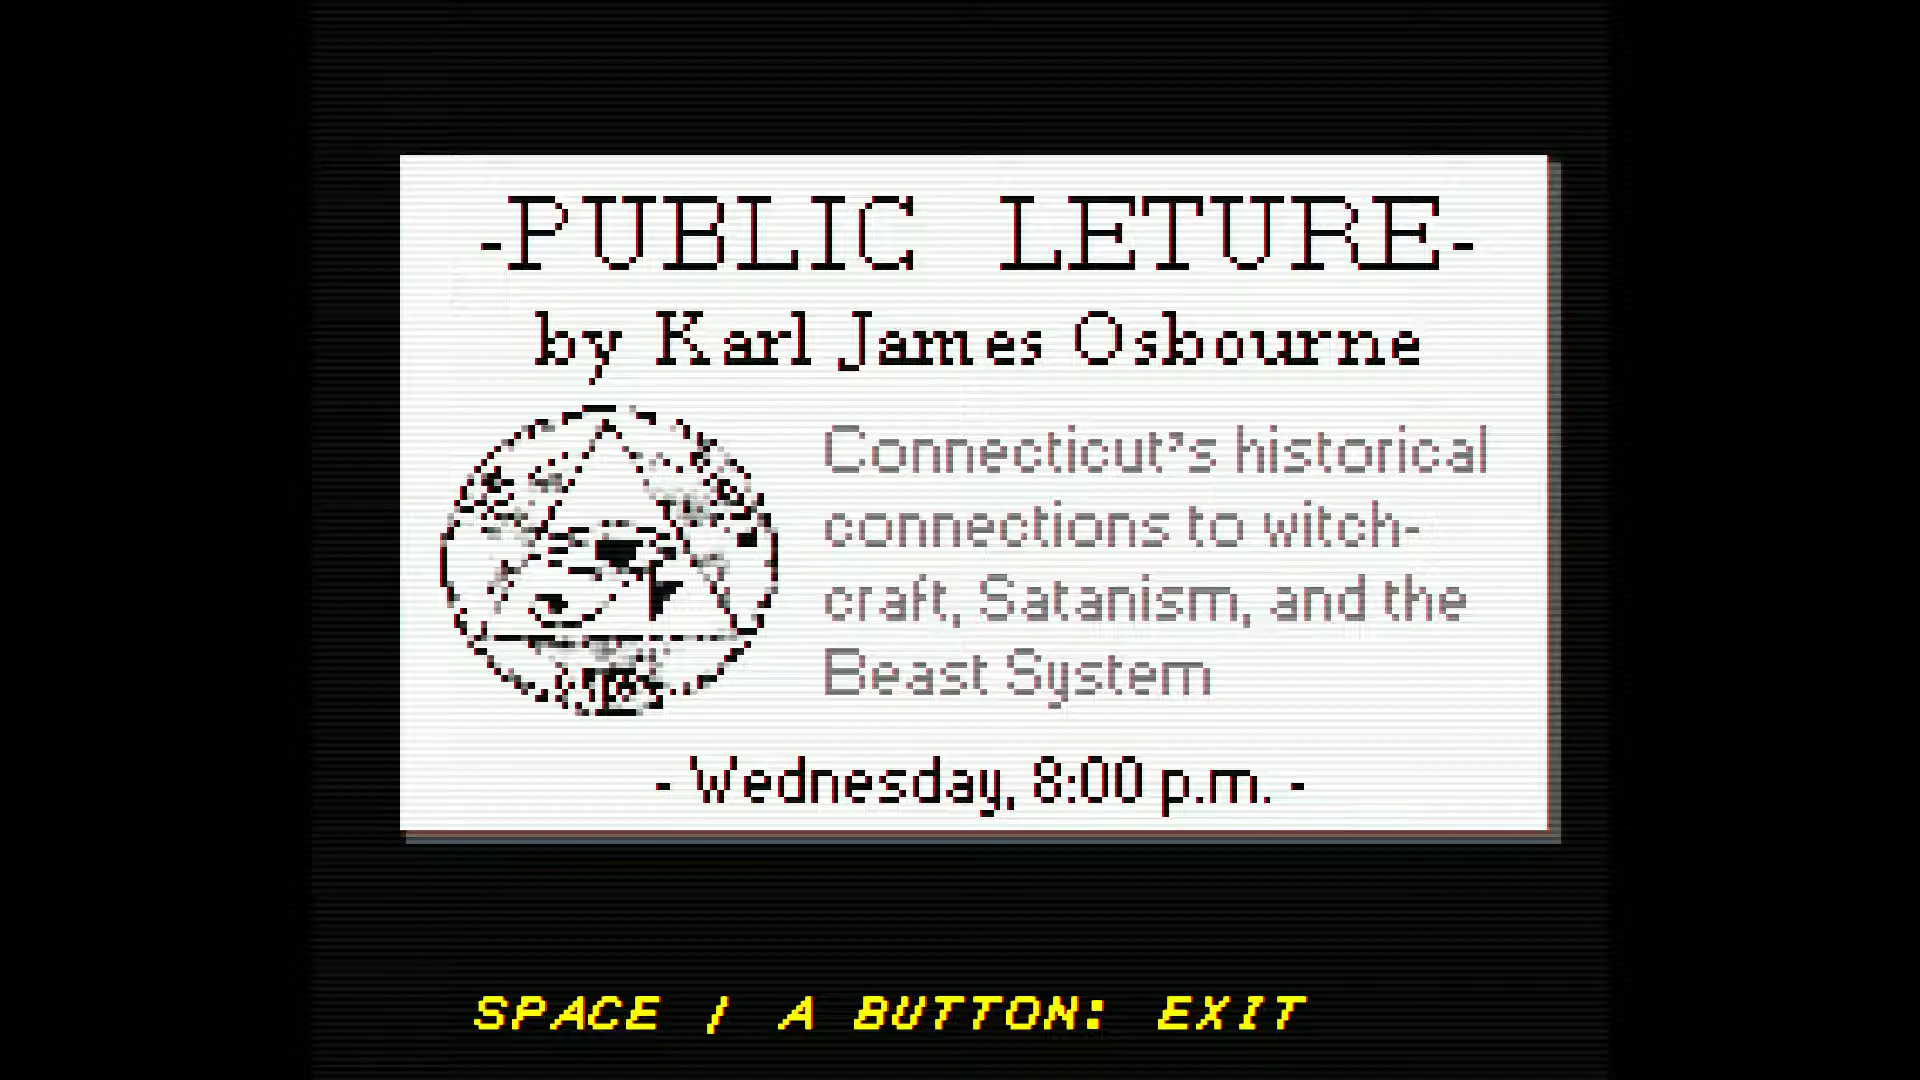 -PUBLIC LETURE-
by Karl James Osbourne
Connecticut's historical
connections to witch-
craft, Satanism, and the
Beast System
- Wednesday, 8:00 p.m. -
SPACE / A BUTTON: EXIT